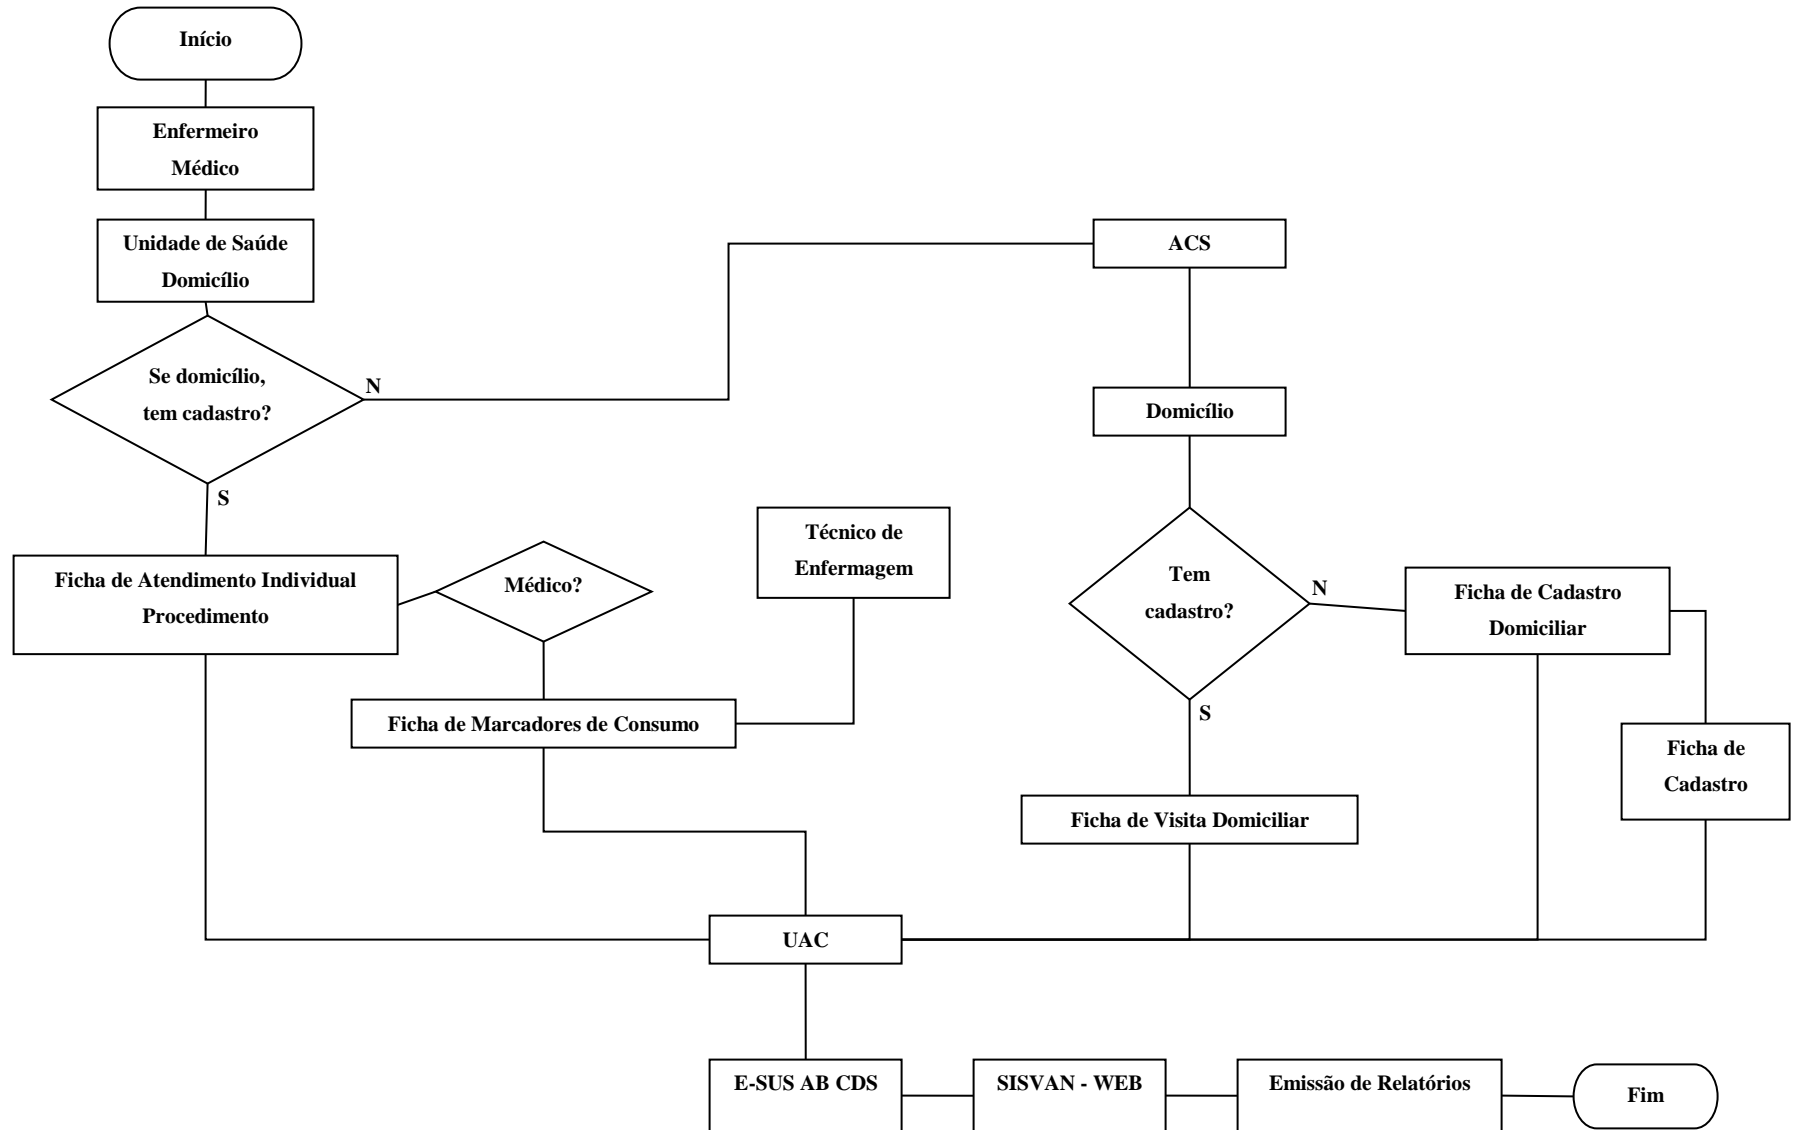 Início
Enfermeiro
Médico
Unidade de Saúde
Domicílio
ACS
Se domicílio,
tem cadastro?
N
Domicílio
S
Técnico de
Enfermagem
Ficha de Atendimento Individual
Procedimento
Médico?
Tem
cadastro?
N
Ficha de Cadastro
Domiciliar
S
Ficha de Marcadores de Consumo
Ficha de
Cadastro
Ficha de Visita Domiciliar
UAC
E-SUS AB CDS
SISVAN - WEB
Emissão de Relatórios
Fim